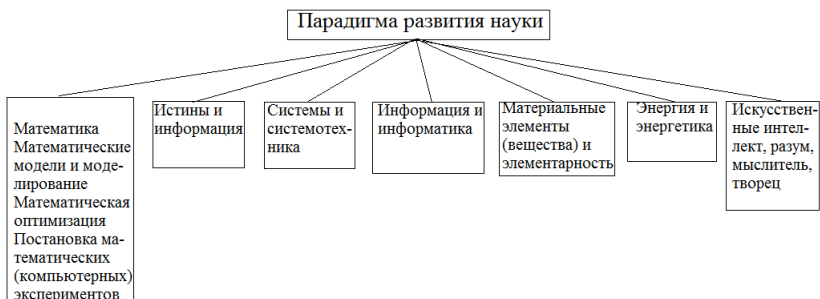 Парадигма развития науки
Математика
Математические
модели и моде-
лирование
Математическая
оптимизация
Постановка ма-
тематических
(компьютерных)
экспериментов
Истины и
информация
Системы и
системотех-
ника
Информация и
информатика
Материальные
элементы
(вещества) и
элементарность
Энергия и
энергетика
Искусствен-
ные интел-
лект, разум,
мыслитель,
творец